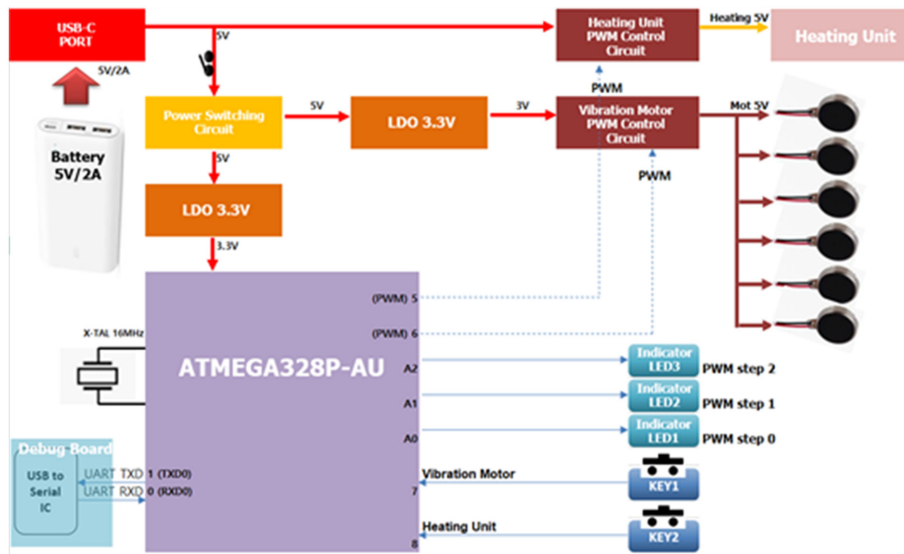 USB-C
PORT
5V/2A
Battery
5V/2A
5V
Heating Unit
PWM Control
Circuit
Heating 5V
Heating Unit
PWM
Power Switching
Circuit
5V
LDO 3.3V
3V
Vibration Motor
PWM Control
Circuit
Mot 5V
PWM
5V
LDO 3.3V
3.3V
X-TAL 16MHz
ATMEGA328P-AU
(PWM) 5
(PWM) 6
A2
A1
A0
7
8
Indicator
LED3
PWM step 2
Indicator
LED2
PWM step 1
Indicator
LED1
PWM step 0
Vibration Motor
KEY1
Heating Unit
KEY2
Debug Board
USB to
Serial
IC
UART TXD 1 (TXD0)
UART RXD 0 (RXD0)